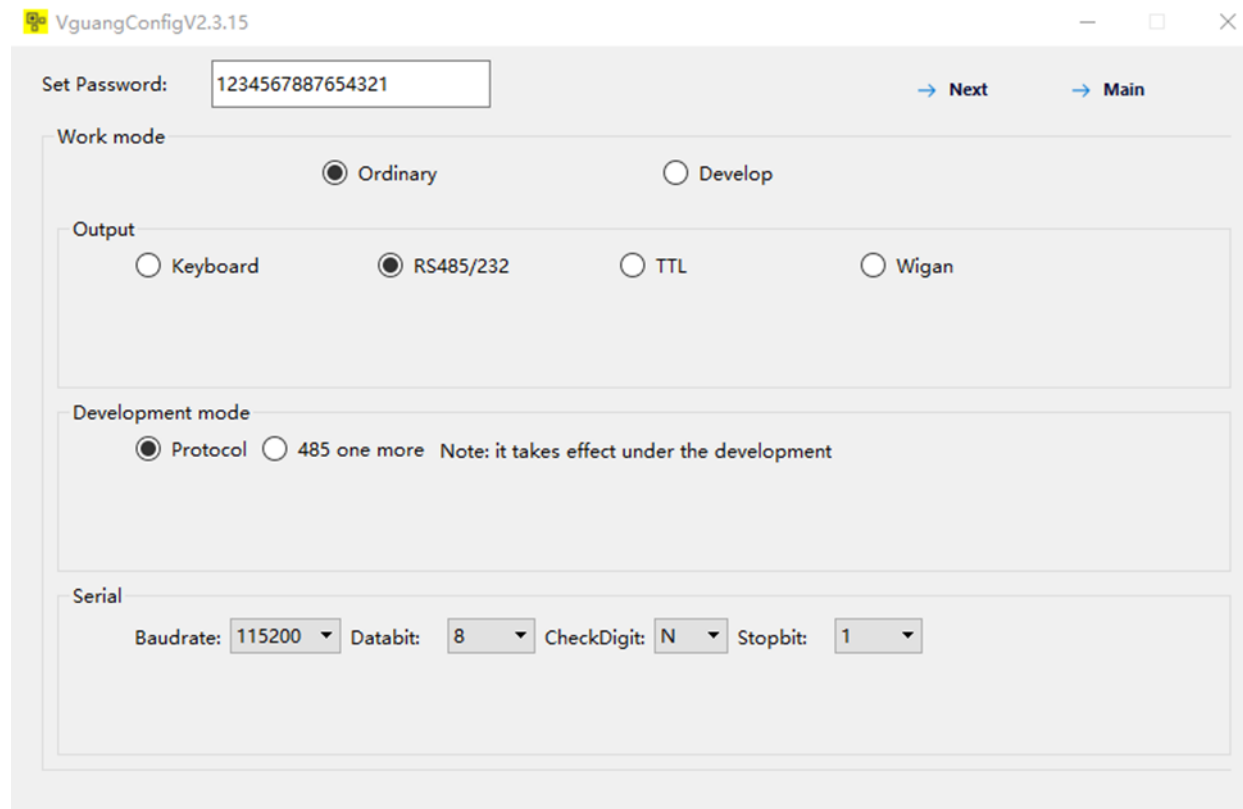 VguangConfigV2.3.15
Set Password: 1234567887654321 Next Main
Work mode
Ordinary Develop
Output
Keyboard RS485/232 TTL Wigan
Development mode
Protocol 485 one more Note: it takes effect under the development
Serial
Baudrate: 115200 Databit: 8 CheckDigit: N Stopbit: 1